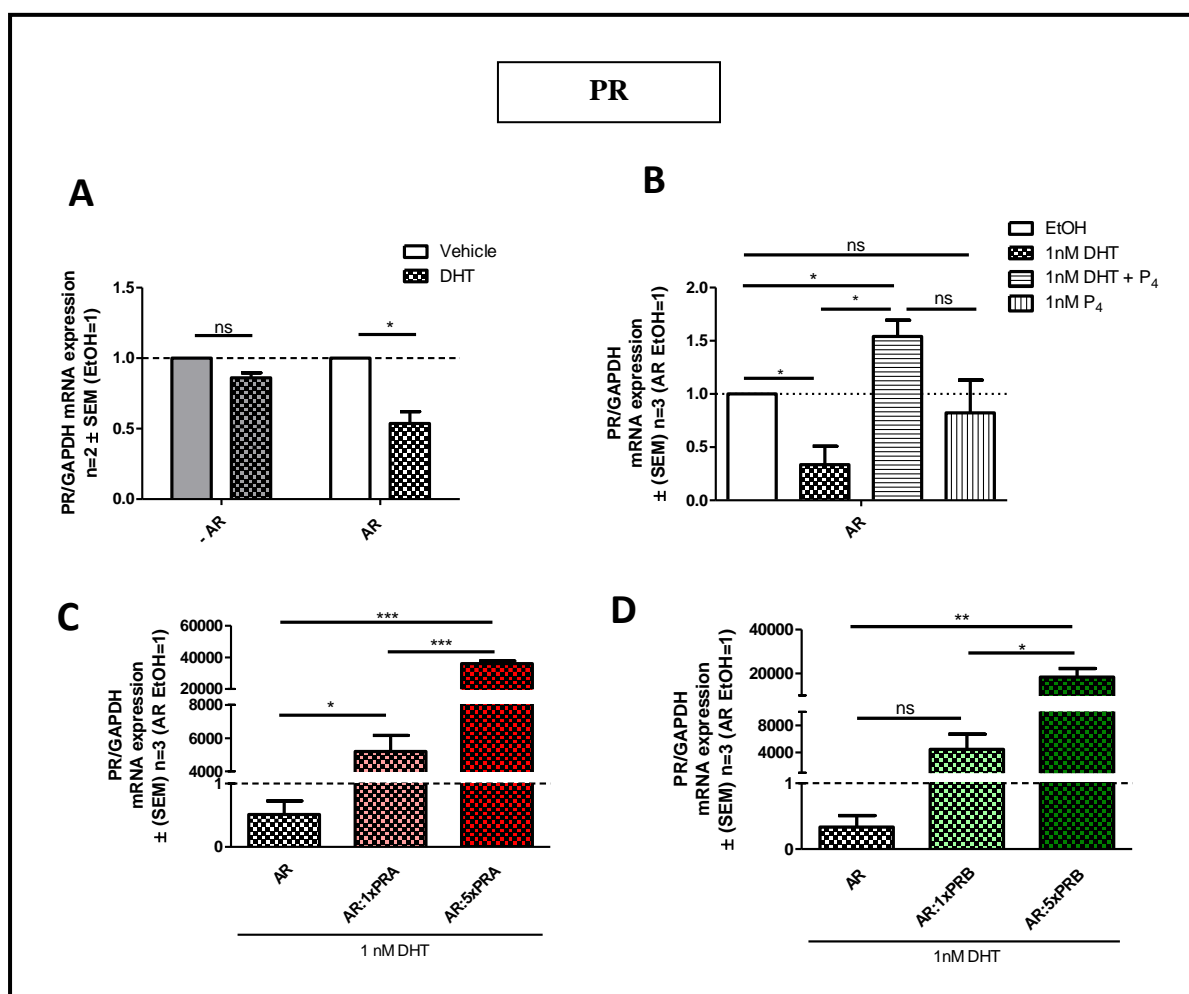 PR
A
Vehicle
DHT
PR/GAPDH mRNA expression
n=2 ± SEM (EtOH=1)
1.5
1.0
0.5
0.0
ns
*
- AR
AR
B
EtOH
1nM DHT
1nM DHT + P4
1nM P4
PR/GAPDH
mRNA expression
± (SEM) n=3 (AR EtOH=1)
2.0
1.5
1.0
0.5
0.0
ns
*
*
ns
*
AR
C
PR/GAPDH
mRNA expression
± (SEM) n=3 (AR EtOH=1)
60000
40000
20000
8000
6000
4000
1
0
***
***
*
AR
AR:1xPRA
AR:5xPRA
1 nM DHT
D
PR/GAPDH
mRNA expression
± (SEM) n=3 (AR EtOH=1)
40000
20000
8000
4000
1
0
**
*
ns
AR
AR:1xPRB
AR:5xPRB
1nM DHT